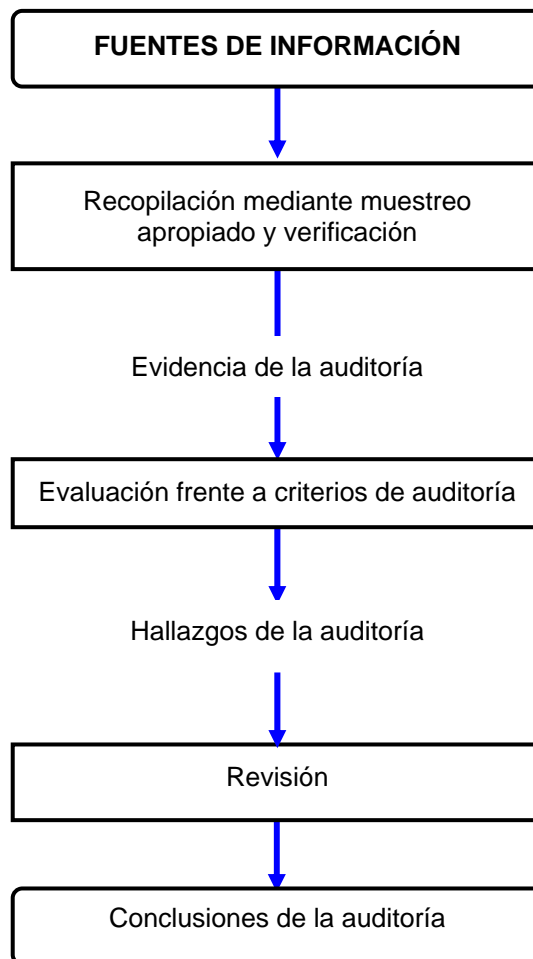 FUENTES DE INFORMACIÓN
Recopilación mediante muestreo
apropiado y verificación
Evidencia de la auditoría
Evaluación frente a criterios de auditoría
Hallazgos de la auditoría
Revisión
Conclusiones de la auditoría